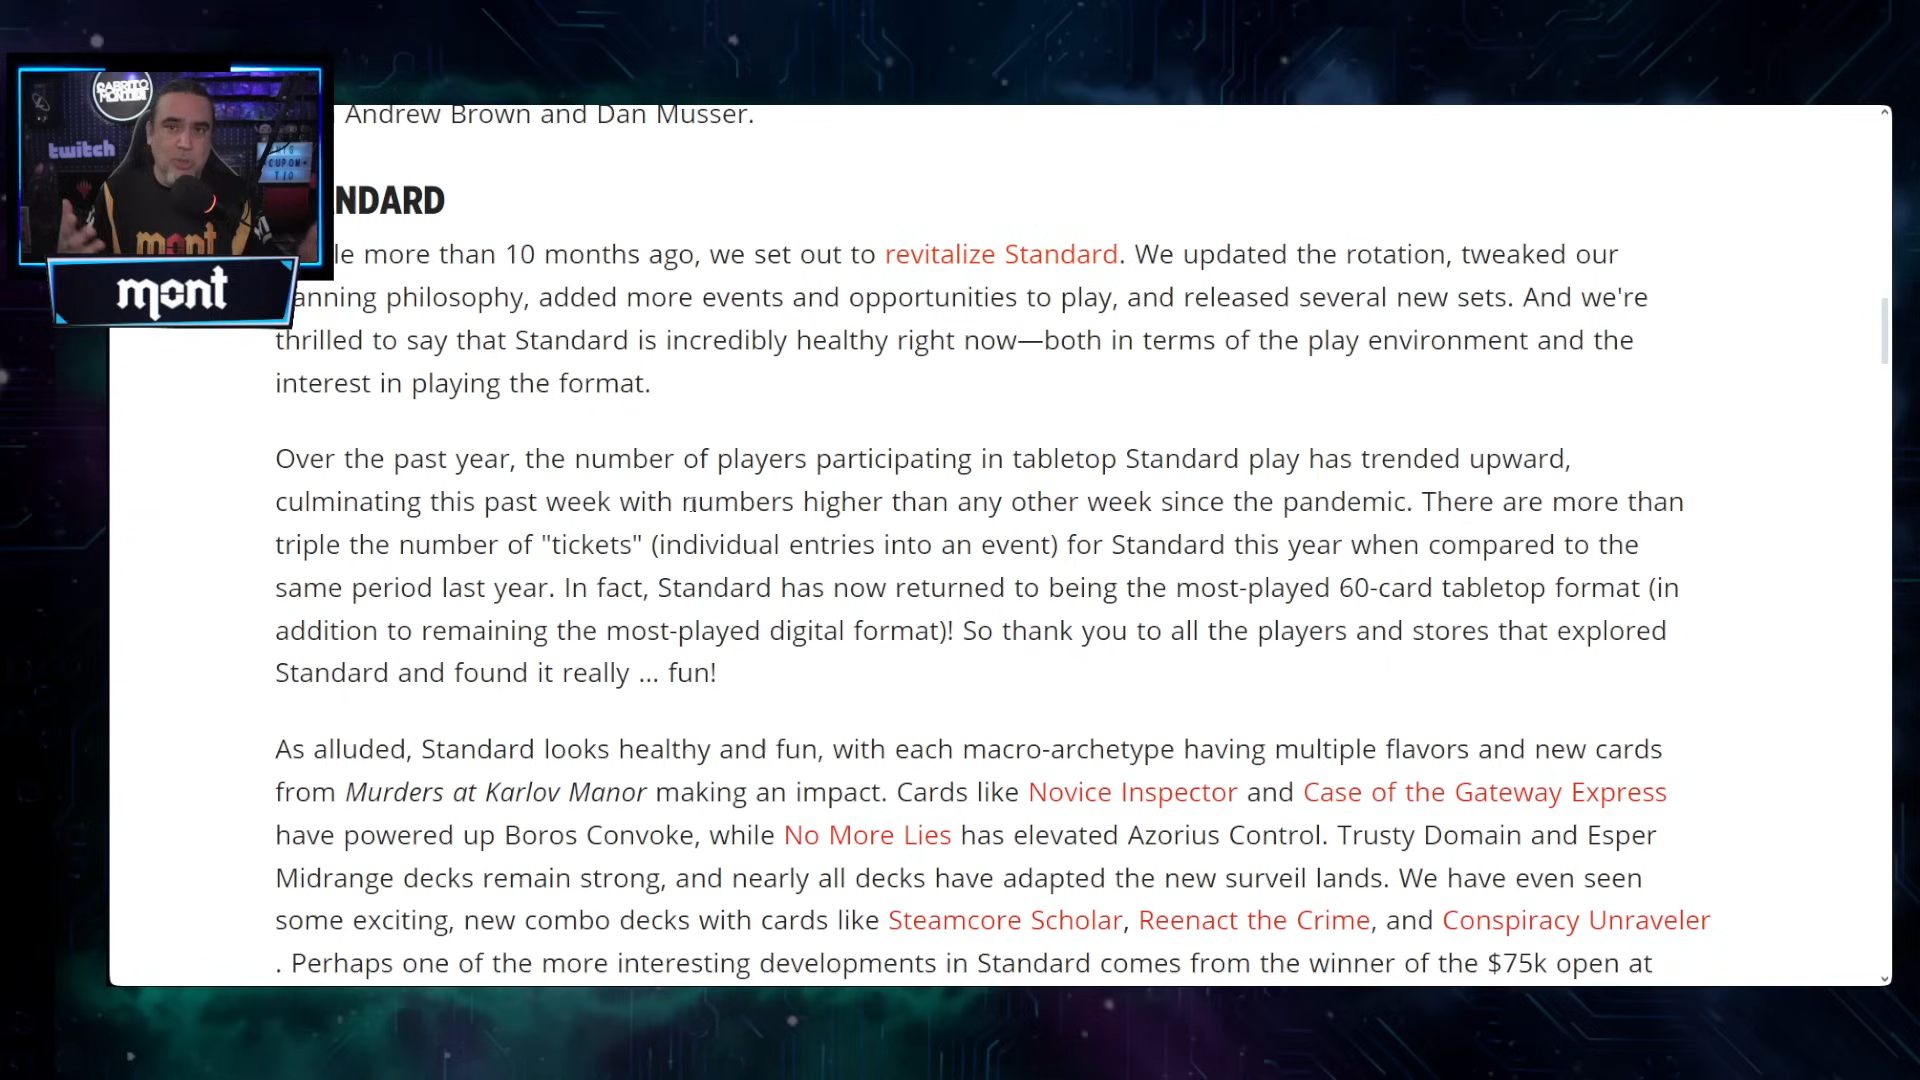 Andrew Brown and Dan Musser.
NDARD
le more than 10 months ago, we set out to revitalize Standard. We updated the rotation, tweaked our
anning philosophy, added more events and opportunities to play, and released several new sets. And we're
thrilled to say that Standard is incredibly healthy right now—both in terms of the play environment and the
interest in playing the format.
Over the past year, the number of players participating in tabletop Standard play has trended upward,
culminating this past week with numbers higher than any other week since the pandemic. There are more than
triple the number of "tickets" (individual entries into an event) for Standard this year when compared to the
same period last year. In fact, Standard has now returned to being the most-played 60-card tabletop format (in
addition to remaining the most-played digital format)! So thank you to all the players and stores that explored
Standard and found it really ... fun!
As alluded, Standard looks healthy and fun, with each macro-archetype having multiple flavors and new cards
from Murders at Karlov Manor making an impact. Cards like Novice Inspector and Case of the Gateway Express
have powered up Boros Convoke, while No More Lies has elevated Azorius Control. Trusty Domain and Esper
Midrange decks remain strong, and nearly all decks have adapted the new surveil lands. We have even seen
some exciting, new combo decks with cards like Steamcore Scholar, Reenact the Crime, and Conspiracy Unraveler
. Perhaps one of the more interesting developments in Standard comes from the winner of the $75k open at
twitch
CUPON
mont
mont